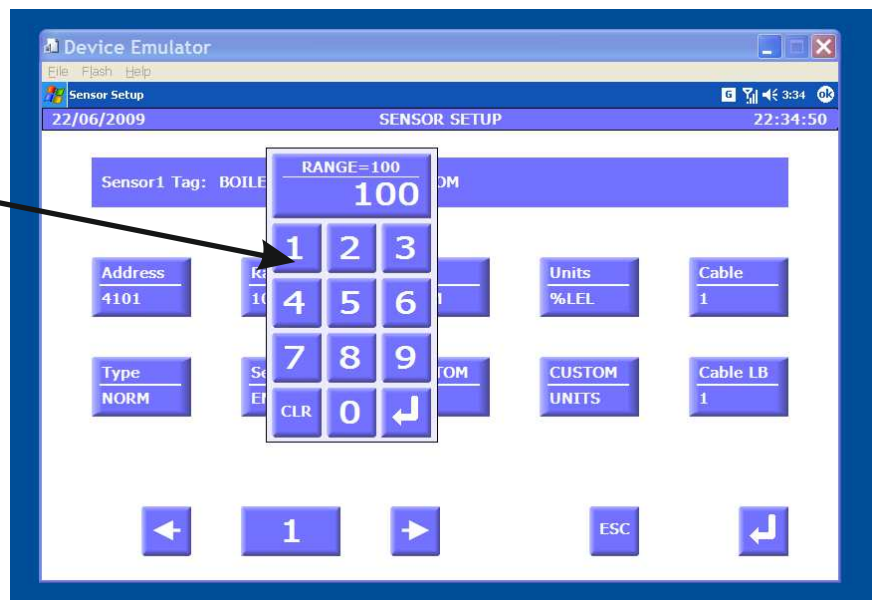 Device Emulator
File Flash Help
Sensor Setup G 3:34 ok
22/06/2009 SENSOR SETUP 22:34:50
Sensor1 Tag: BOILE OM
RANGE=100
100
1 2 3
4 5 6
7 8 9
CLR 0
Address
4101
Units
%LEL
Cable
1
Type
NORM
CUSTOM
UNITS
Cable LB
1
1 ESC